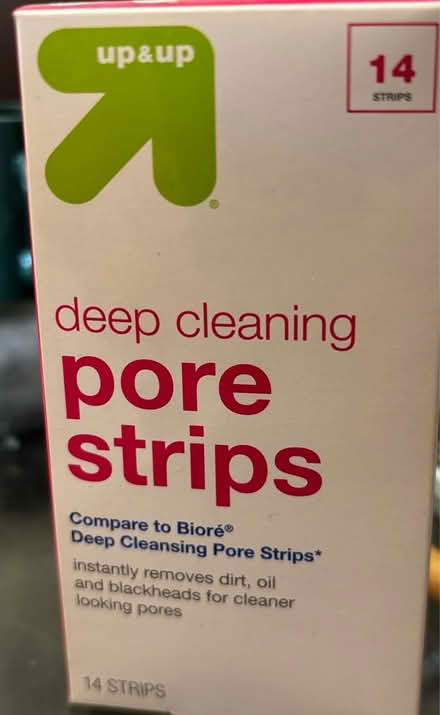 up&up
14
STRIPS
®
deep cleaning
pore
strips
Compare to Bioré®
Deep Cleansing Pore Strips*
instantly removes dirt, oil
and blackheads for cleaner
looking pores
14 STRIPS